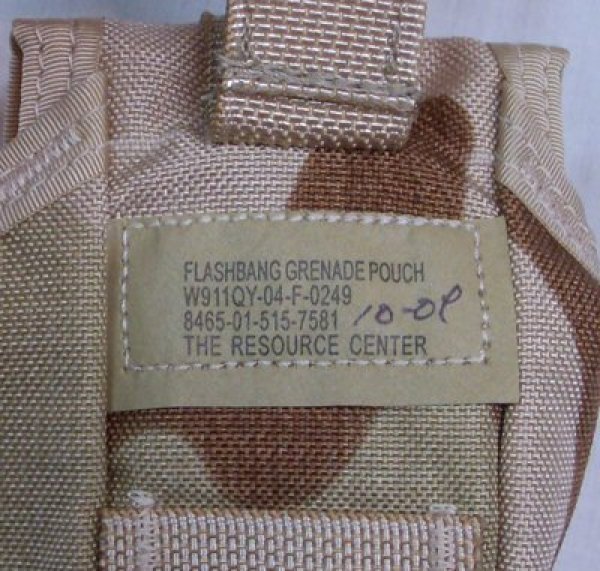 FLASHBANG GRENADE POUCH
W911QY-04-F-0249
8465-01-515-7581
THE RESOURCE CENTER